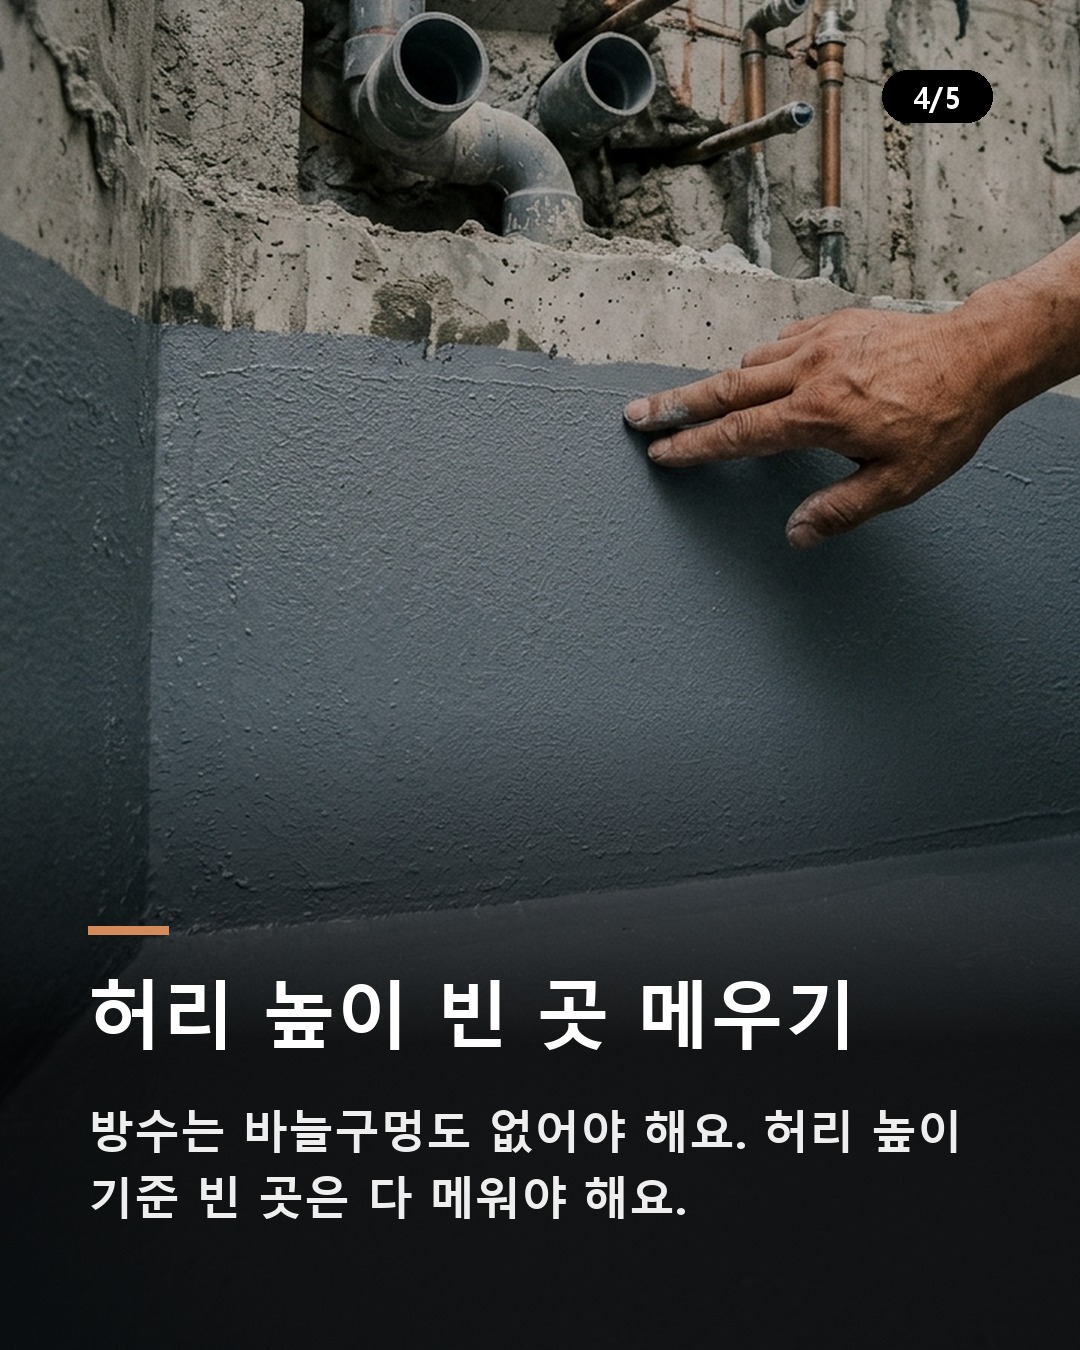 4/5
허리 높이 빈 곳 메우기
방수는 바늘구멍도 없어야 해요. 허리 높이
기준 빈 곳은 다 메워야 해요.